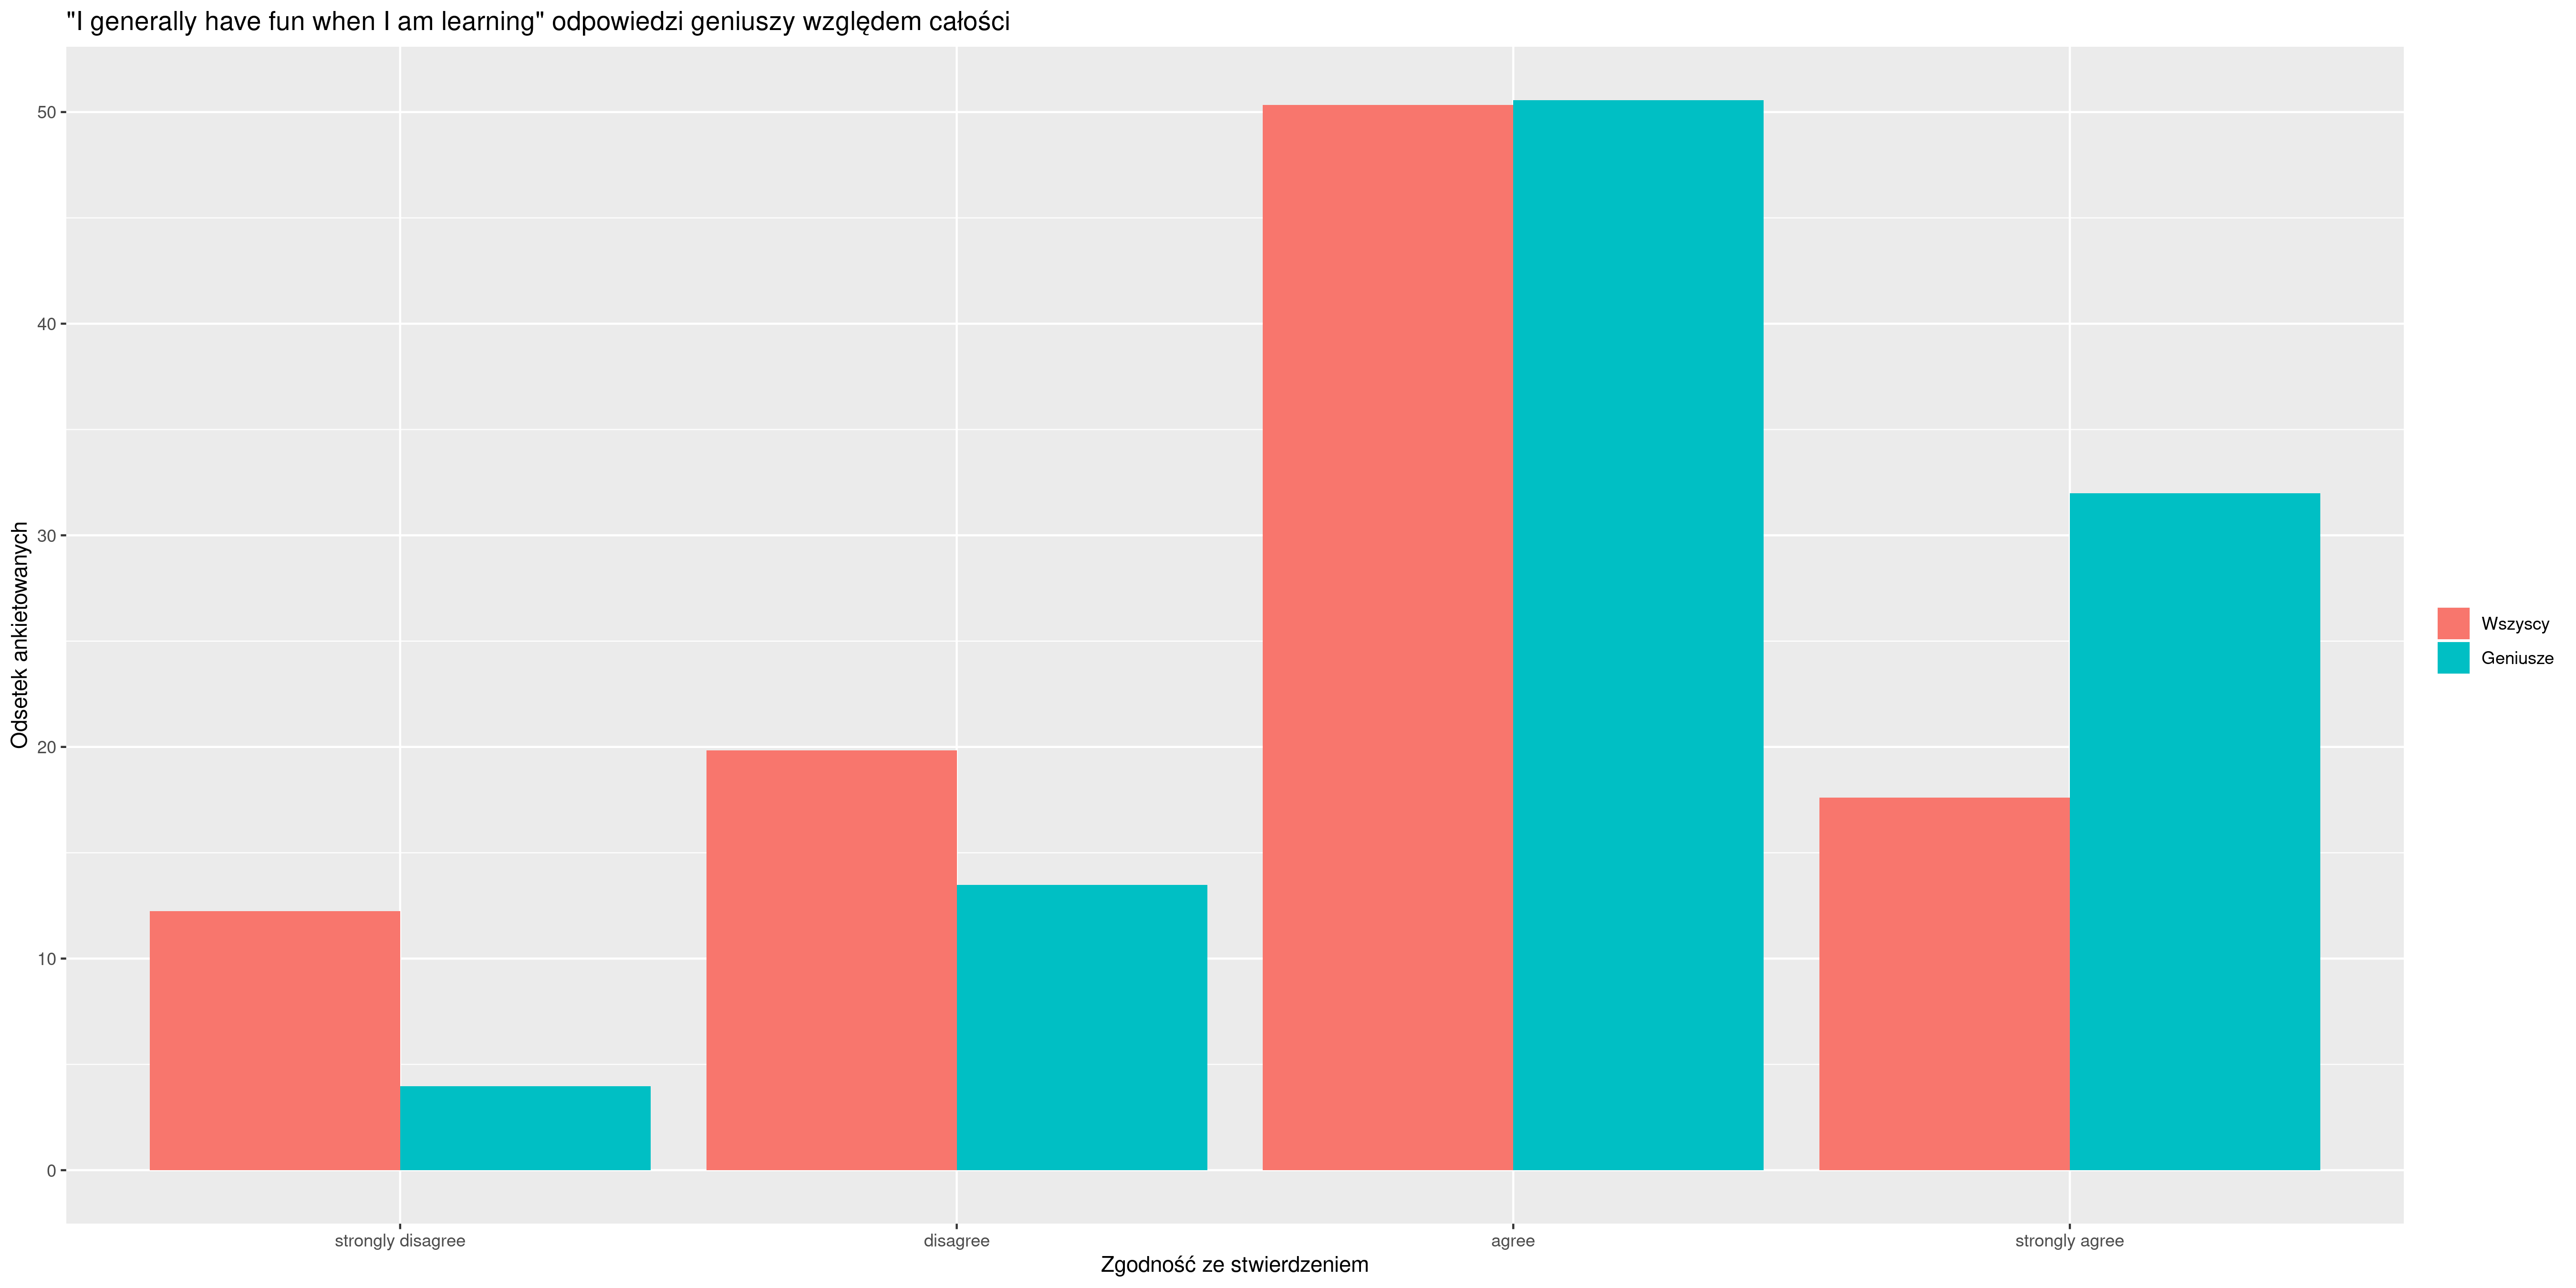 "I generally have fun when I am learning" odpowiedzi geniuszy względem całości
Odsetek ankietowanych
50
40
30
20
10
0
strongly disagree
disagree
agree
strongly agree
Zgodność ze stwierdzeniem
Wszyscy
Geniusze